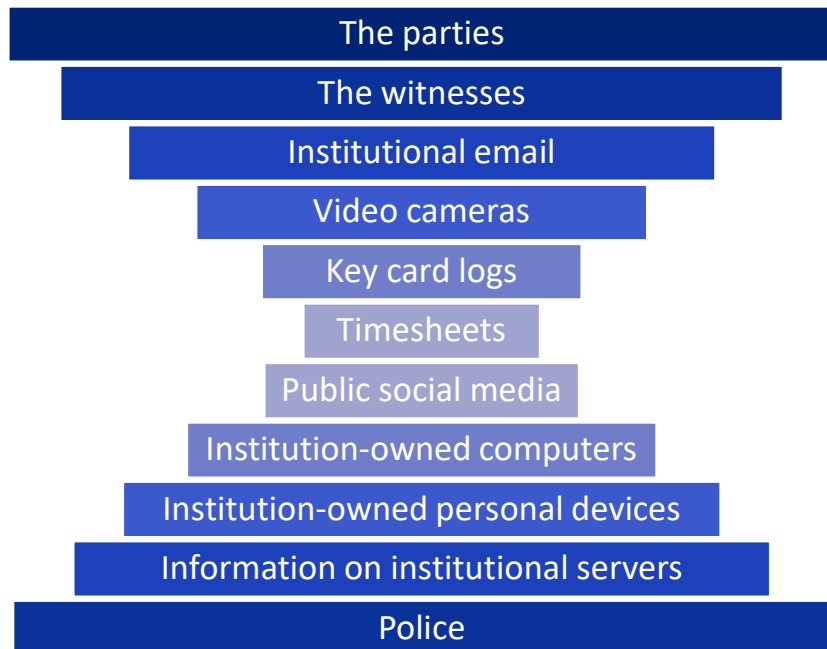 The parties
The witnesses
Institutional email
Video cameras
Key card logs
Timesheets
Public social media
Institution-owned computers
Institution-owned personal devices
Information on institutional servers
Police